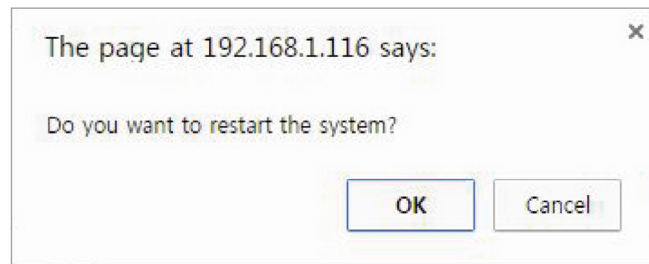 The page at 192.168.1.116 says:
Do you want to restart the system?
OK Cancel